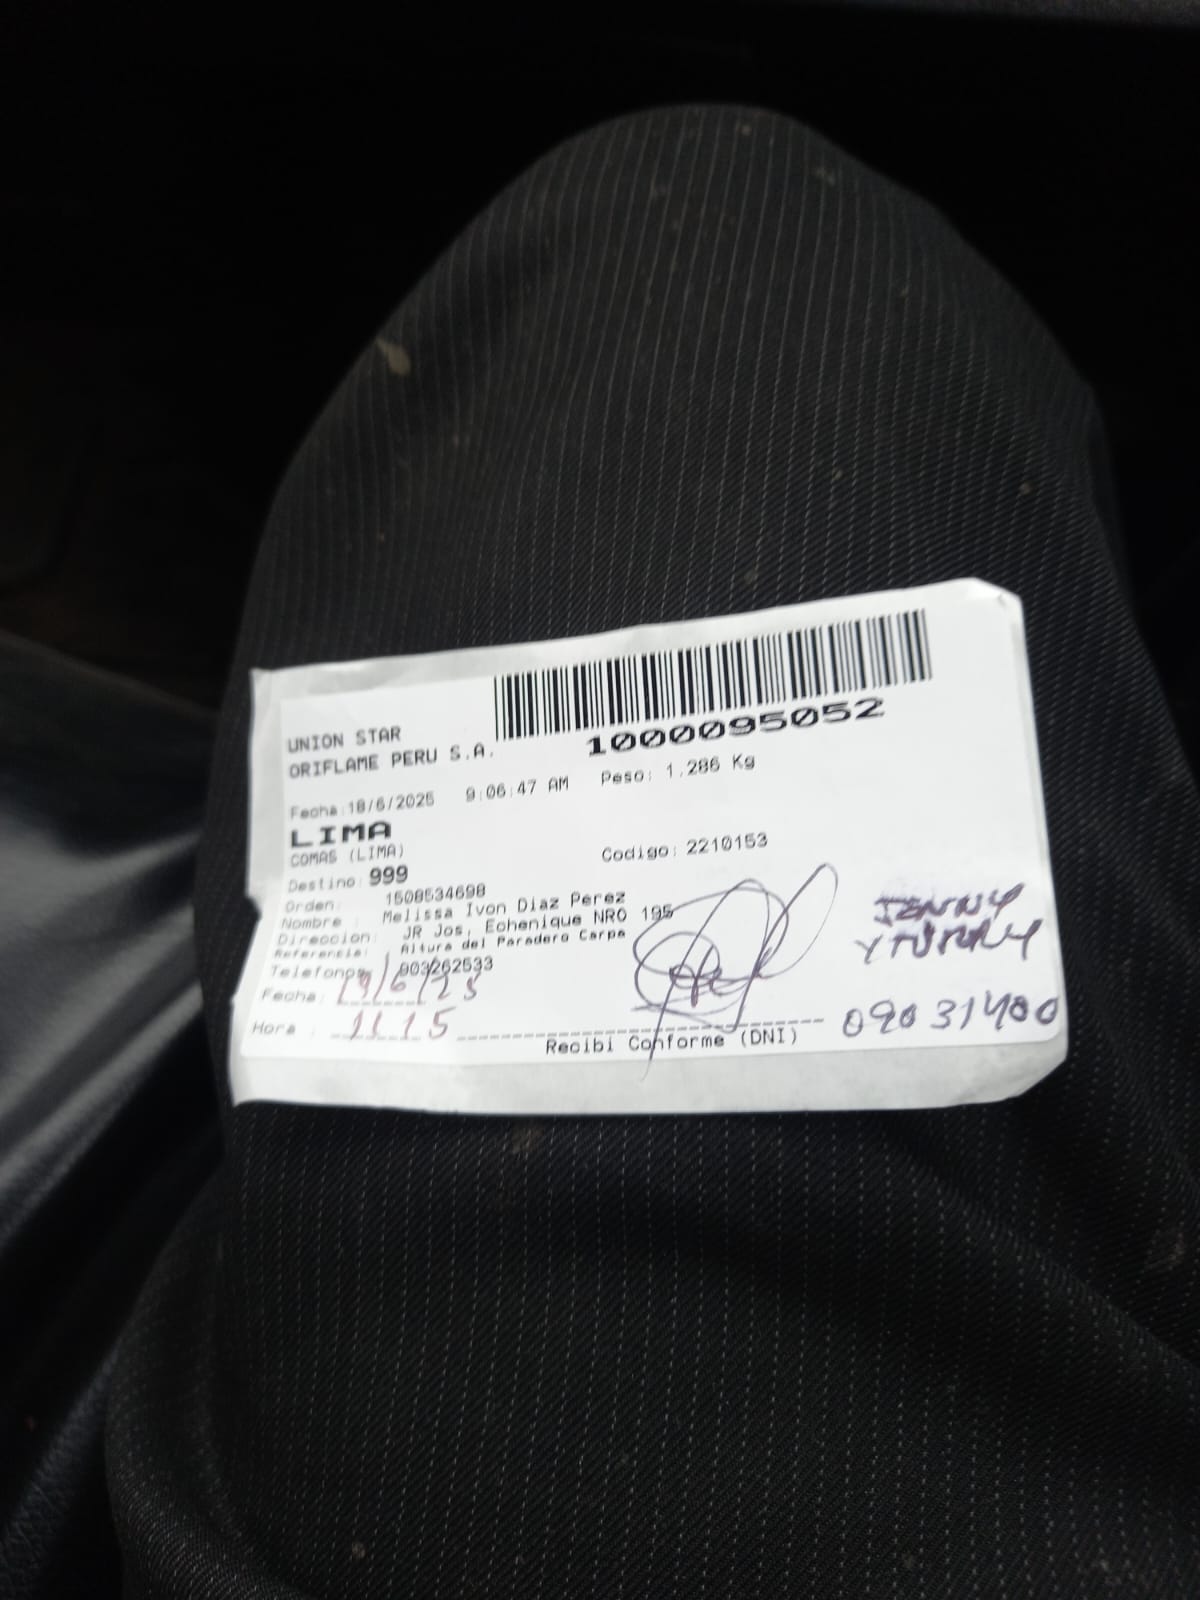 1000095052
UNION STAR
ORIFLAME PERU S.A.
Fecha:18/6/2025 9:06:47 AM Peso: 1,286 Kg
LIMA
COMAS (LIMA)
Destino: 999 Codigo: 2210153
Orden: 1508534698
Nombre : Melissa Ivon Diaz Perez
Direccion: JR Jos, Echenique NRO 195
Referencia: Altura del Paradero Carpa
Telefonos 903262533
Fecha: 19/6/25
Hora : 11 15
Recibi Conforme (DNI)
JENNY
09031400